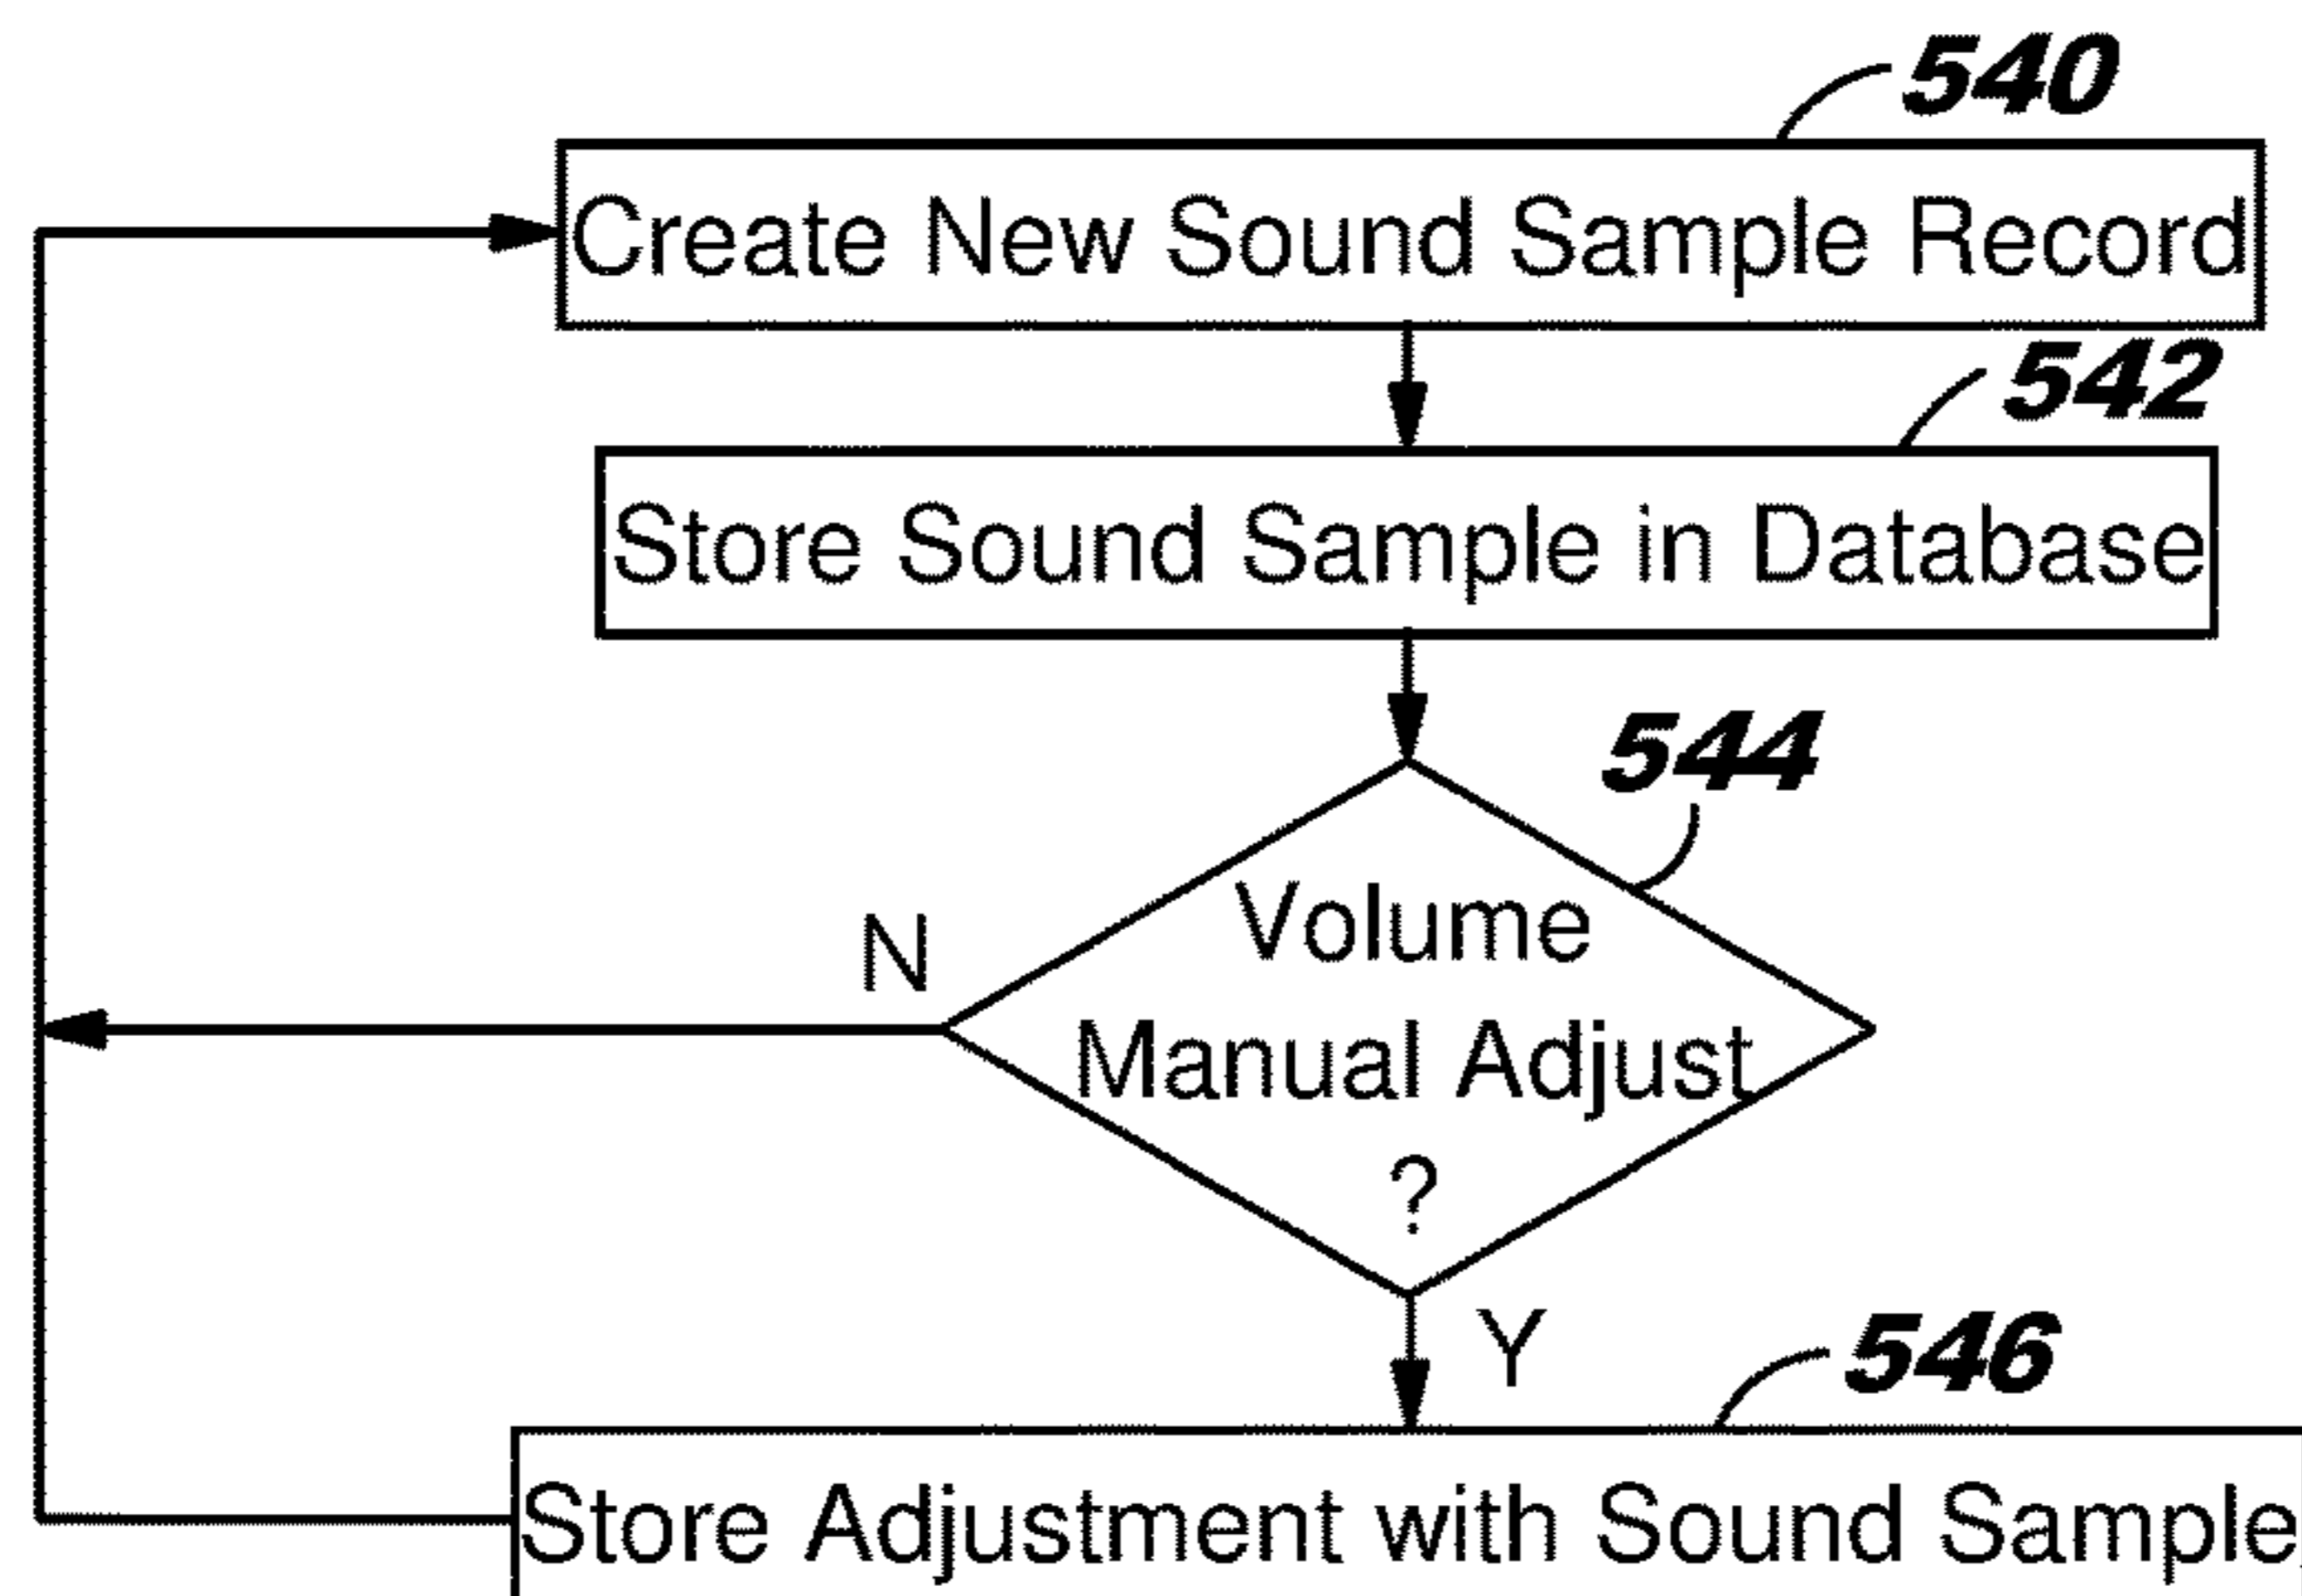 540
Create New Sound Sample Record
542
Store Sound Sample in Database
544
Volume
Manual Adjust
?
N
Y
546
Store Adjustment with Sound Sample